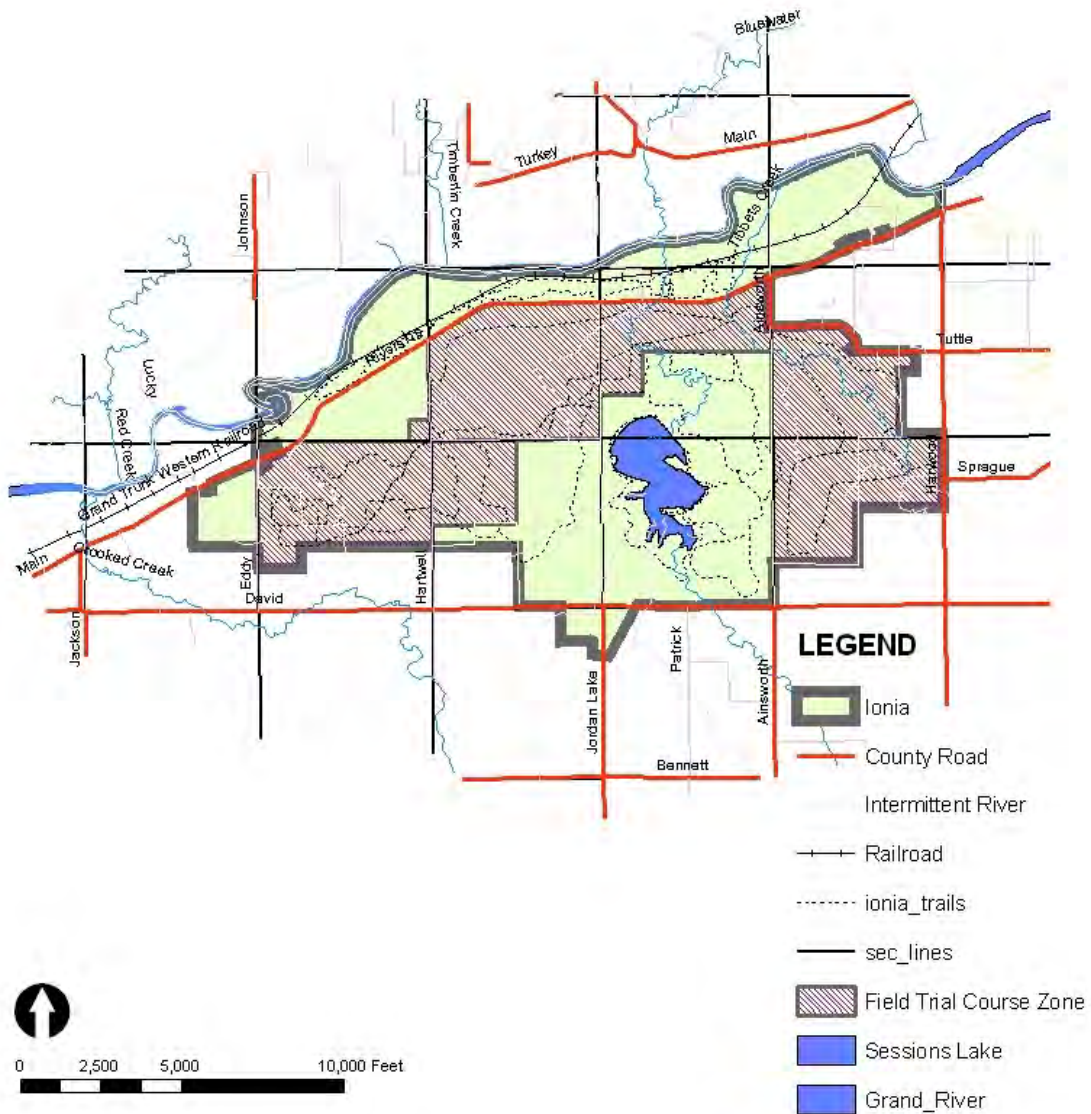 Bluewater
Main
Turkey
Timberlin Creek
Tibbets Creek
Johnson
Ainsworth
Riverside
Tuttle
Lucky
Red Creek
Grand Trunk Western Railroad
Harwood
Sprague
Main
Crooked Creek
Eddy
David
Hartwell
Jackson
Jordan Lake
Patrick
Ainsworth
Bennett
LEGEND
Ionia
County Road
Intermittent River
Railroad
ionia_trails
sec_lines
Field Trial Course Zone
Sessions Lake
Grand_River
0 2,500 5,000 10,000 Feet